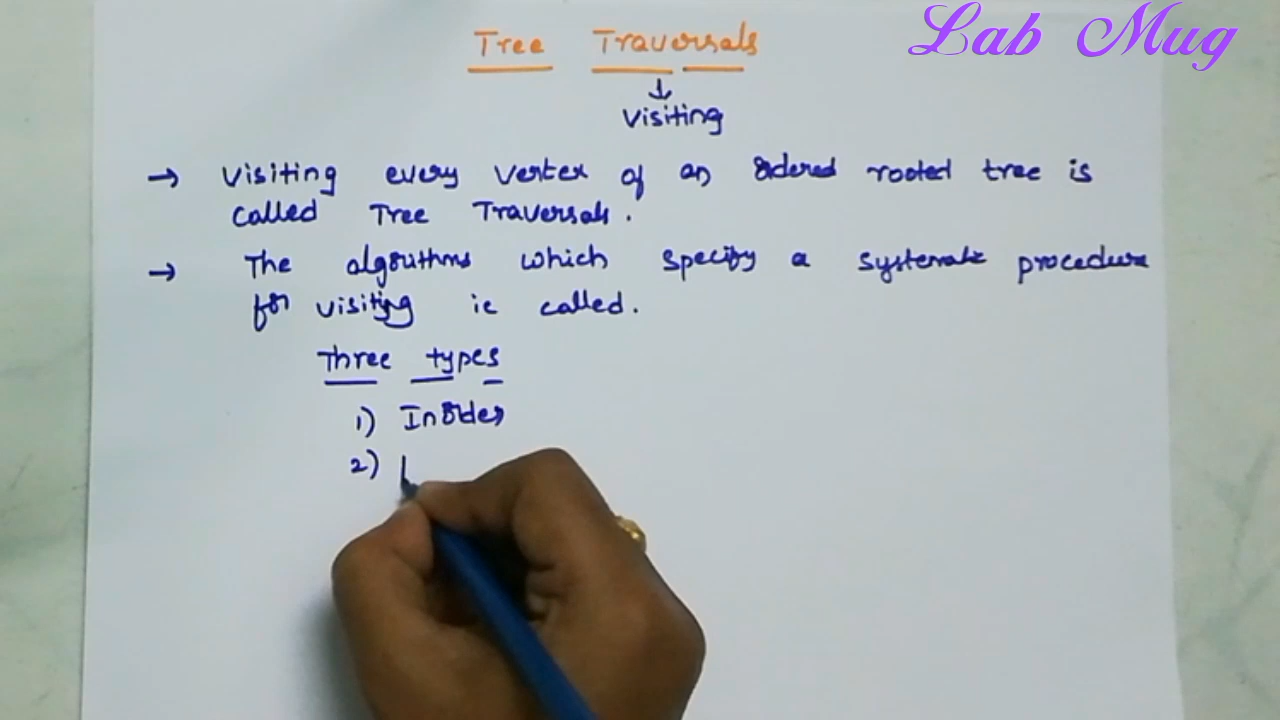 Lab Mug
Tree Traversals
Visiting
→ Visiting every vertex of an ordered rooted tree is
called Tree Traversals.
→ The algorithms which specify a systematic procedure
for visiting is called.
Three types
1) Inorder
2)